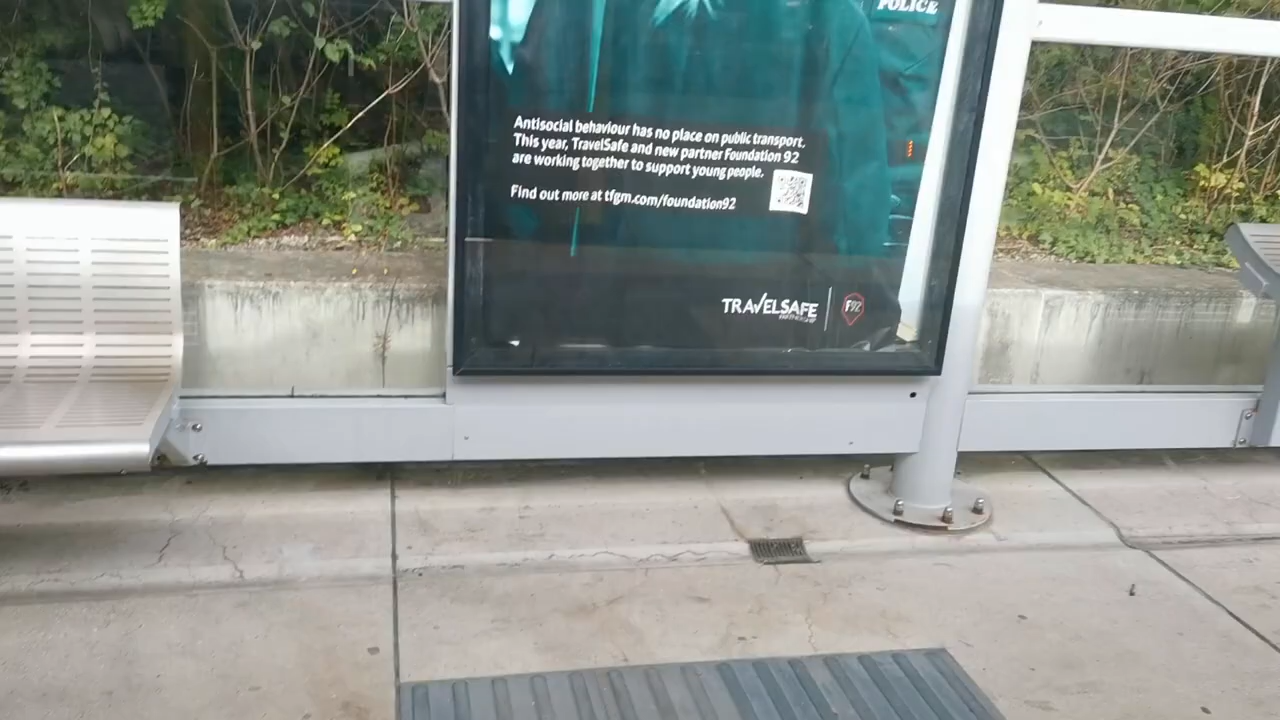 POLICE
Antisocial behaviour has no place on public transport.
This year, TravelSafe and new partner Foundation 92
are working together to support young people.
Find out more at tfgm.com/foundation92
TRAVELSAFE
PARTNERSHIP
F92